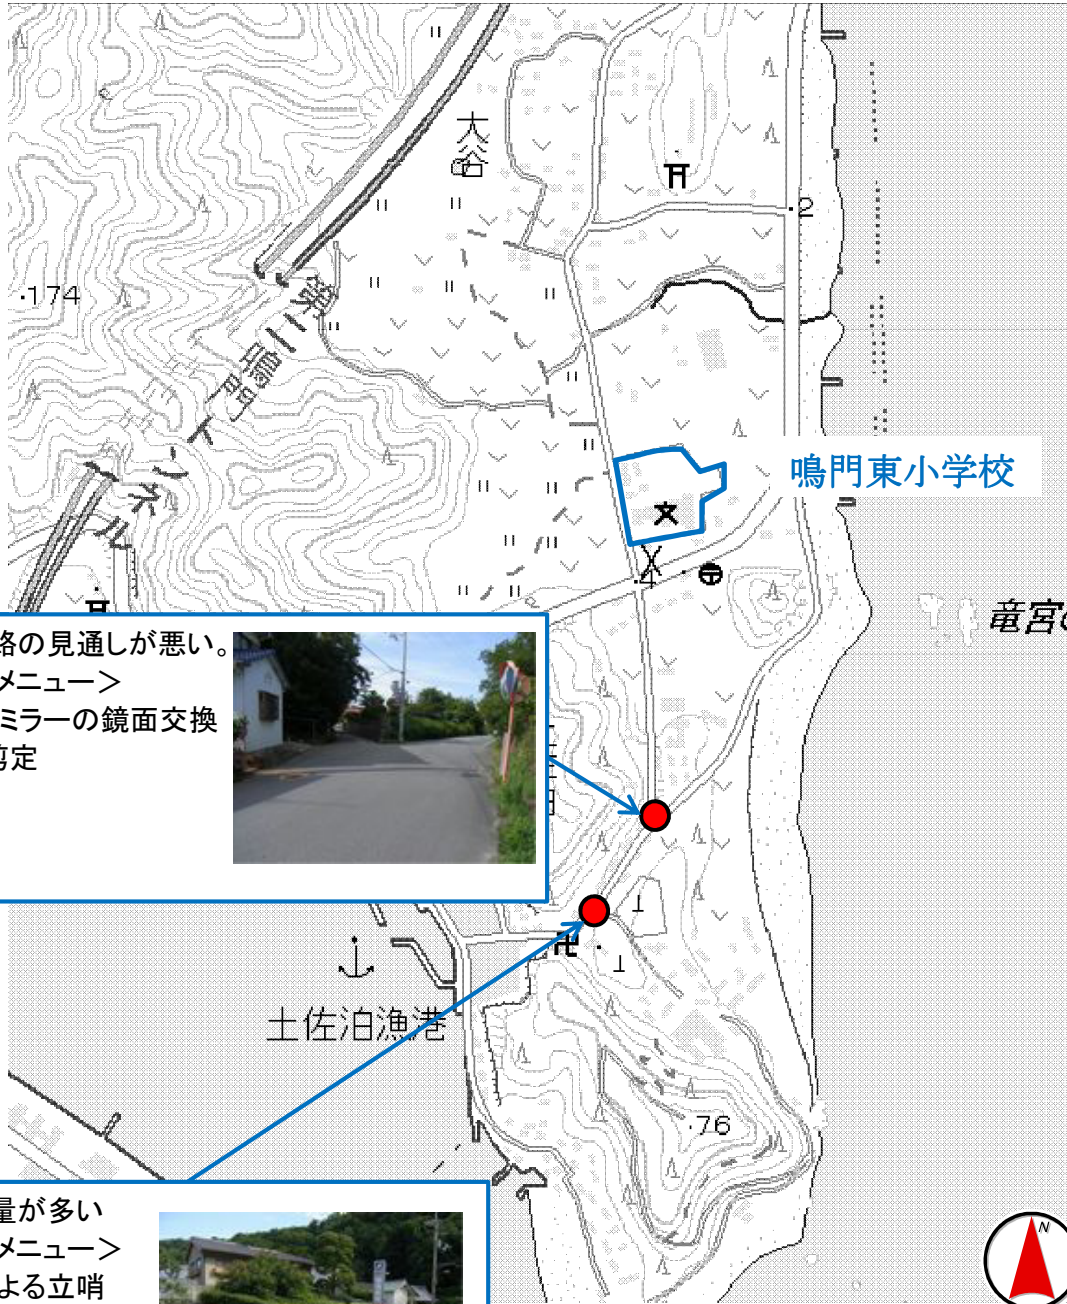 大谷
2
・174
第二鳴門トンネル
鳴門東小学校
・4
竜宮
路の見通しが悪い。
メニュー>
ミラーの鏡面交換
剪定
土佐泊漁港
・76
量が多い
メニュー>
よる立哨
N